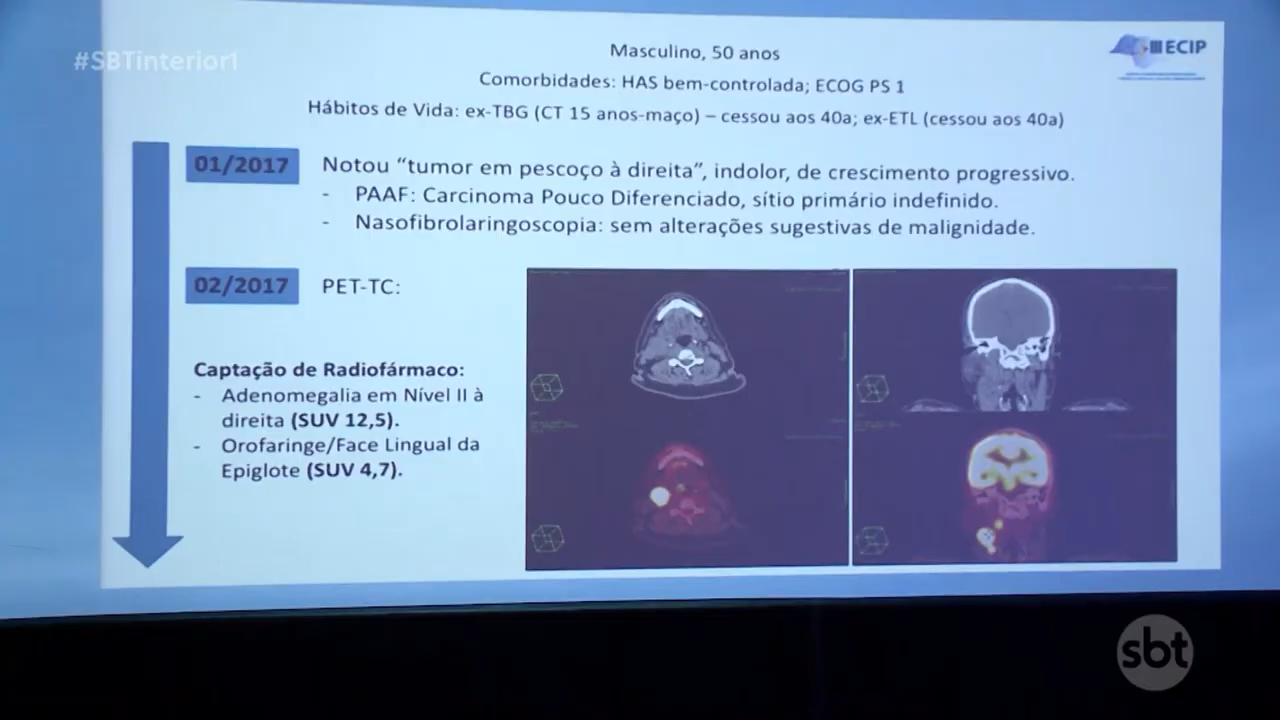 #SBTinterior1
ECIP
Masculino, 50 anos
Comorbidades: HAS bem-controlada; ECOG PS 1
Hábitos de Vida: ex-TBG (CT 15 anos-maço) – cessou aos 40a; ex-ETL (cessou aos 40a)
01/2017
Notou “tumor em pescoço à direita”, indolor, de crescimento progressivo.
- PAAF: Carcinoma Pouco Diferenciado, sítio primário indefinido.
- Nasofibrolaringoscopia: sem alterações sugestivas de malignidade.
02/2017
PET-TC:
Captação de Radiofármaco:
- Adenomegalia em Nível II à
direita (SUV 12,5).
- Orofaringe/Face Lingual da
Epiglote (SUV 4,7).
sbt